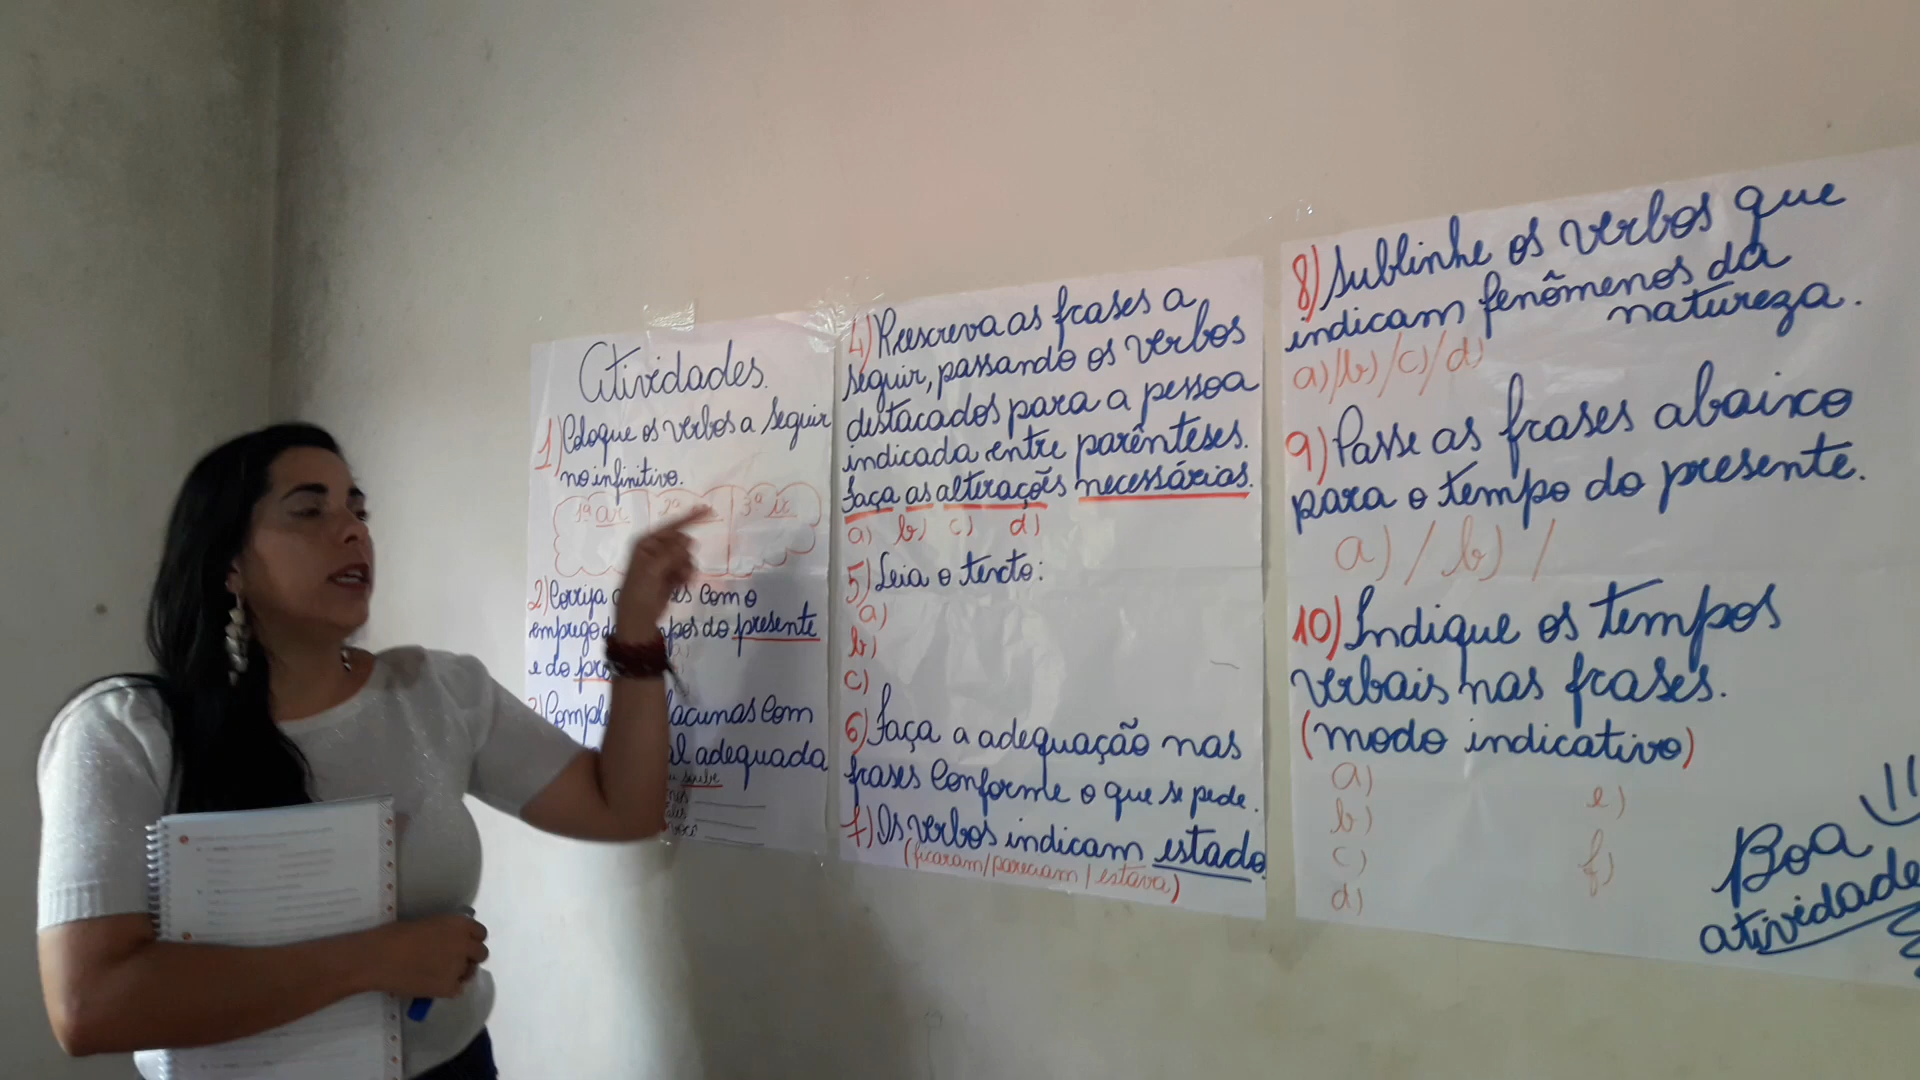 Atividades.
1) Coloque os verbos a seguir
no infinitivo.
1ª ar 3ª ir
2) Corrija com o
emprego do presente
e do
lacunas com
adequada
4) Reescreva as frases a
seguir, passando os verbos
destacados para a pessoa
indicada entre parênteses.
Faça as alterações necessárias.
a) b) c) d)
5) Leia o texto:
a)
b)
c)
6) Faça a adequação nas
frases conforme o que se pede.
7) Os verbos indicam estado.
(ficaram/pareciam/estava)
8) Sublinhe os verbos que
indicam fenômenos da
natureza.
a)/b)/c)/d)
9) Passe as frases abaixo
para o tempo do presente.
a) / b) /
10) Indique os tempos
verbais nas frases.
(modo indicativo)
a)
b)
c)
d)
e)
f)
Boa
atividade